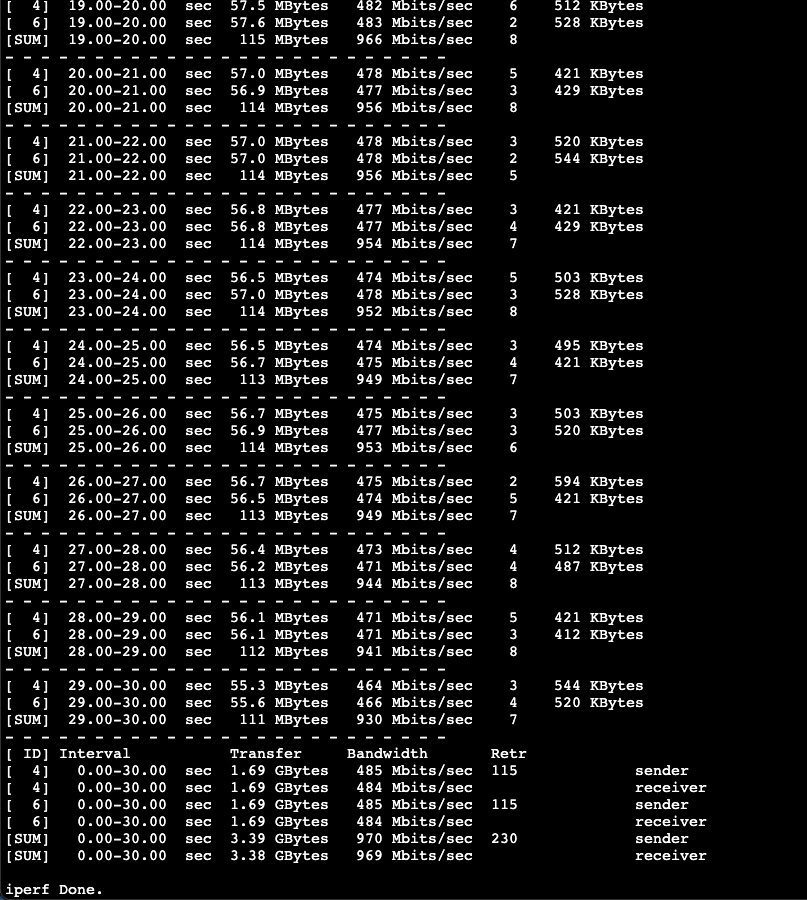 [  4]  19.00-20.00  sec  57.5 MBytes   482 Mbits/sec    6    512 KBytes
[  6]  19.00-20.00  sec  57.6 MBytes   483 Mbits/sec    2    528 KBytes
[SUM]  19.00-20.00  sec   115 MBytes   966 Mbits/sec    8
- - - - - - - - - - - - - - - - - - - - - - - - -
[  4]  20.00-21.00  sec  57.0 MBytes   478 Mbits/sec    5    421 KBytes
[  6]  20.00-21.00  sec  56.9 MBytes   477 Mbits/sec    3    429 KBytes
[SUM]  20.00-21.00  sec   114 MBytes   956 Mbits/sec    8
- - - - - - - - - - - - - - - - - - - - - - - - -
[  4]  21.00-22.00  sec  57.0 MBytes   478 Mbits/sec    3    520 KBytes
[  6]  21.00-22.00  sec  57.0 MBytes   478 Mbits/sec    2    544 KBytes
[SUM]  21.00-22.00  sec   114 MBytes   956 Mbits/sec    5
- - - - - - - - - - - - - - - - - - - - - - - - -
[  4]  22.00-23.00  sec  56.8 MBytes   477 Mbits/sec    3    421 KBytes
[  6]  22.00-23.00  sec  56.8 MBytes   477 Mbits/sec    4    429 KBytes
[SUM]  22.00-23.00  sec   114 MBytes   954 Mbits/sec    7
- - - - - - - - - - - - - - - - - - - - - - - - -
[  4]  23.00-24.00  sec  56.5 MBytes   474 Mbits/sec    5    503 KBytes
[  6]  23.00-24.00  sec  57.0 MBytes   478 Mbits/sec    3    528 KBytes
[SUM]  23.00-24.00  sec   114 MBytes   952 Mbits/sec    8
- - - - - - - - - - - - - - - - - - - - - - - - -
[  4]  24.00-25.00  sec  56.5 MBytes   474 Mbits/sec    3    495 KBytes
[  6]  24.00-25.00  sec  56.7 MBytes   475 Mbits/sec    4    421 KBytes
[SUM]  24.00-25.00  sec   113 MBytes   949 Mbits/sec    7
- - - - - - - - - - - - - - - - - - - - - - - - -
[  4]  25.00-26.00  sec  56.7 MBytes   475 Mbits/sec    3    503 KBytes
[  6]  25.00-26.00  sec  56.9 MBytes   477 Mbits/sec    3    520 KBytes
[SUM]  25.00-26.00  sec   114 MBytes   953 Mbits/sec    6
- - - - - - - - - - - - - - - - - - - - - - - - -
[  4]  26.00-27.00  sec  56.7 MBytes   475 Mbits/sec    2    594 KBytes
[  6]  26.00-27.00  sec  56.5 MBytes   474 Mbits/sec    5    421 KBytes
[SUM]  26.00-27.00  sec   113 MBytes   949 Mbits/sec    7
- - - - - - - - - - - - - - - - - - - - - - - - -
[  4]  27.00-28.00  sec  56.4 MBytes   473 Mbits/sec    4    512 KBytes
[  6]  27.00-28.00  sec  56.2 MBytes   471 Mbits/sec    4    487 KBytes
[SUM]  27.00-28.00  sec   113 MBytes   944 Mbits/sec    8
- - - - - - - - - - - - - - - - - - - - - - - - -
[  4]  28.00-29.00  sec  56.1 MBytes   471 Mbits/sec    5    421 KBytes
[  6]  28.00-29.00  sec  56.1 MBytes   471 Mbits/sec    3    412 KBytes
[SUM]  28.00-29.00  sec   112 MBytes   941 Mbits/sec    8
- - - - - - - - - - - - - - - - - - - - - - - - -
[  4]  29.00-30.00  sec  55.3 MBytes   464 Mbits/sec    3    544 KBytes
[  6]  29.00-30.00  sec  55.6 MBytes   466 Mbits/sec    4    520 KBytes
[SUM]  29.00-30.00  sec   111 MBytes   930 Mbits/sec    7
- - - - - - - - - - - - - - - - - - - - - - - - -
[ ID] Interval           Transfer     Bandwidth       Retr
[  4]   0.00-30.00  sec  1.69 GBytes   485 Mbits/sec  115             sender
[  4]   0.00-30.00  sec  1.69 GBytes   484 Mbits/sec                  receiver
[  6]   0.00-30.00  sec  1.69 GBytes   485 Mbits/sec  115             sender
[  6]   0.00-30.00  sec  1.69 GBytes   484 Mbits/sec                  receiver
[SUM]   0.00-30.00  sec  3.39 GBytes   970 Mbits/sec  230             sender
[SUM]   0.00-30.00  sec  3.38 GBytes   969 Mbits/sec                  receiver
iperf Done.